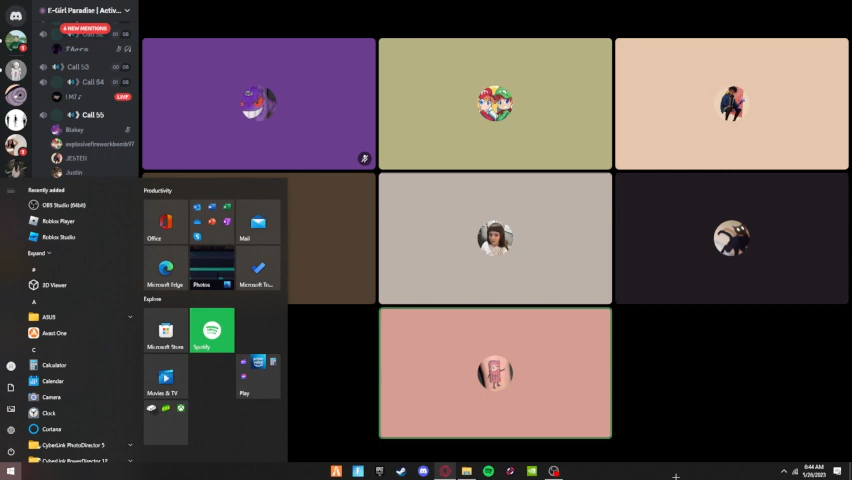 E-Girl Paradise | Activ...
6 NEW MENTIONS
Call 53
Call 54
LIVE
Call 55
Blakey
explosivefireworkbomb97
JESTER
Justin
Recently added
OBS Studio (64bit)
Roblox Player
Roblox Studio
Expand
#
3D Viewer
A
ASUS
Avast One
C
Calculator
Calendar
Camera
Clock
Cortana
CyberLink PhotoDirector 5
CyberLink PowerDirector 12
Productivity
Office
Mail
Microsoft Edge
Photos
Microsoft To...
Explore
Microsoft Store
Spotify
Movies & TV
Play
6:44 AM
5/26/2023